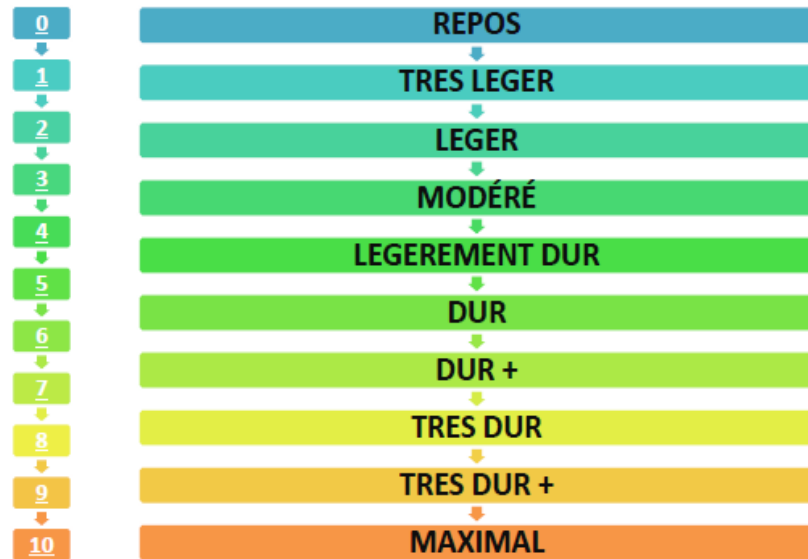 0
REPOS
1
TRES LEGER
2
LEGER
3
MODÉRÉ
4
LEGEREMENT DUR
5
DUR
6
DUR +
7
TRES DUR
8
TRES DUR +
9
10
MAXIMAL